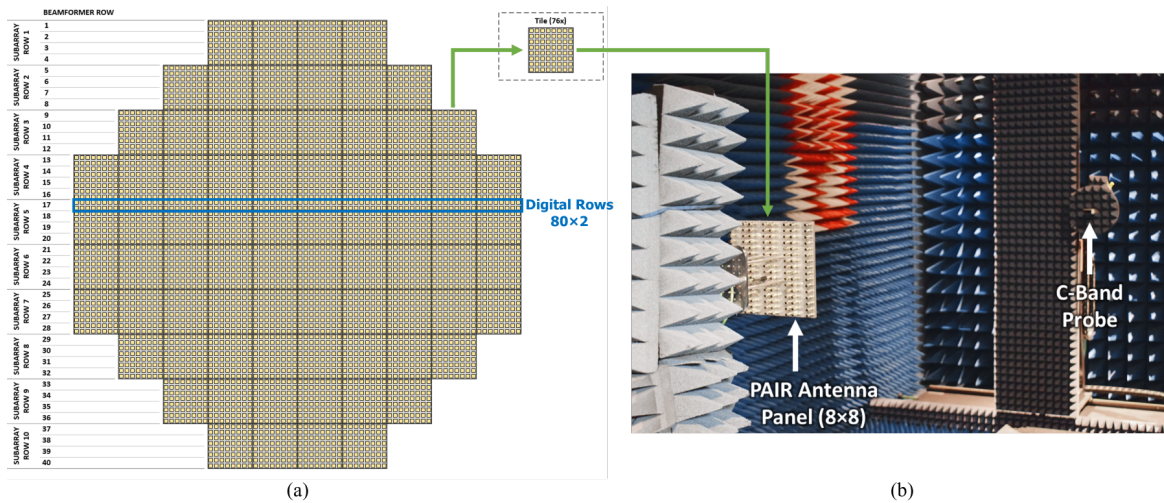 BEAMFORMER ROW
SUBARRAY
ROW 1
1
2
3
4
SUBARRAY
ROW 2
5
6
7
8
SUBARRAY
ROW 3
9
10
11
12
SUBARRAY
ROW 4
13
14
15
16
SUBARRAY
ROW 5
17
18
19
20
SUBARRAY
ROW 6
21
22
23
24
SUBARRAY
ROW 7
25
26
27
28
SUBARRAY
ROW 8
29
30
31
32
SUBARRAY
ROW 9
33
34
35
36
SUBARRAY
ROW 10
37
38
39
40
Tile (76x)
Digital Rows
80×2
PAIR Antenna
Panel (8×8)
C-Band
Probe
(a)
(b)